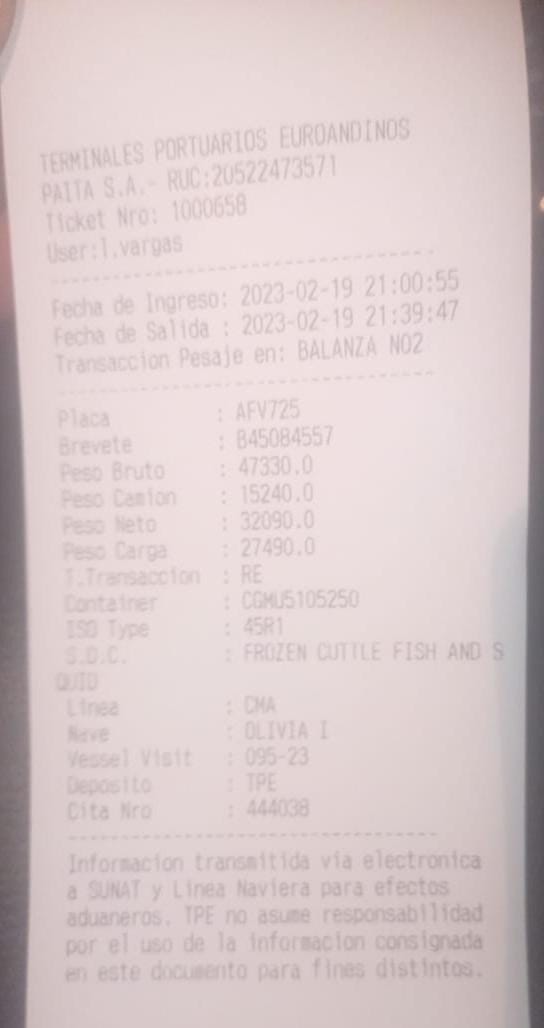 TERMINALES PORTUARIOS EUROANDINOS
PAITA S.A.- RUC:20522473571
Ticket Nro: 1000658
User:l.vargas
------------------------------------
Fecha de Ingreso: 2023-02-19 21:00:55
Fecha de Salida : 2023-02-19 21:39:47
Transaccion Pesaje en: BALANZA NO2
------------------------------------
Placa : AFV725
Brevete : B45084557
Peso Bruto : 47330.0
Peso Camion : 15240.0
Peso Neto : 32090.0
Peso Carga : 27490.0
T.Transaccion : RE
Container : CGMU5105250
ISO Type : 45R1
S.D.C. : FROZEN CUTTLE FISH AND S
QUID
Linea : CMA
Nave : OLIVIA I
Vessel Visit : 095-23
Deposito : TPE
Cita Nro : 444038
------------------------------------
Informacion transmitida via electronica
a SUNAT y Linea Naviera para efectos
aduaneros. TPE no asume responsabilidad
por el uso de la informacion consignada
en este documento para fines distintos.